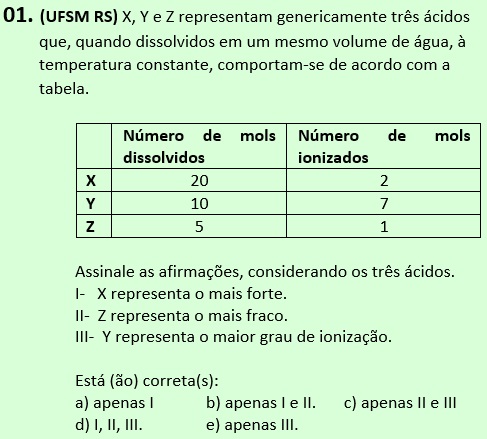 01. (UFSM RS) X, Y e Z representam genericamente três ácidos
que, quando dissolvidos em um mesmo volume de água, à
temperatura constante, comportam-se de acordo com a
tabela.
Número de mols dissolvidos Número de mols ionizados
X 20 2
Y 10 7
Z 5 1
Assinale as afirmações, considerando os três ácidos.
I- X representa o mais forte.
II- Z representa o mais fraco.
III- Y representa o maior grau de ionização.
Está (ão) correta(s):
a) apenas I b) apenas I e II. c) apenas II e III
d) I, II, III. e) apenas III.